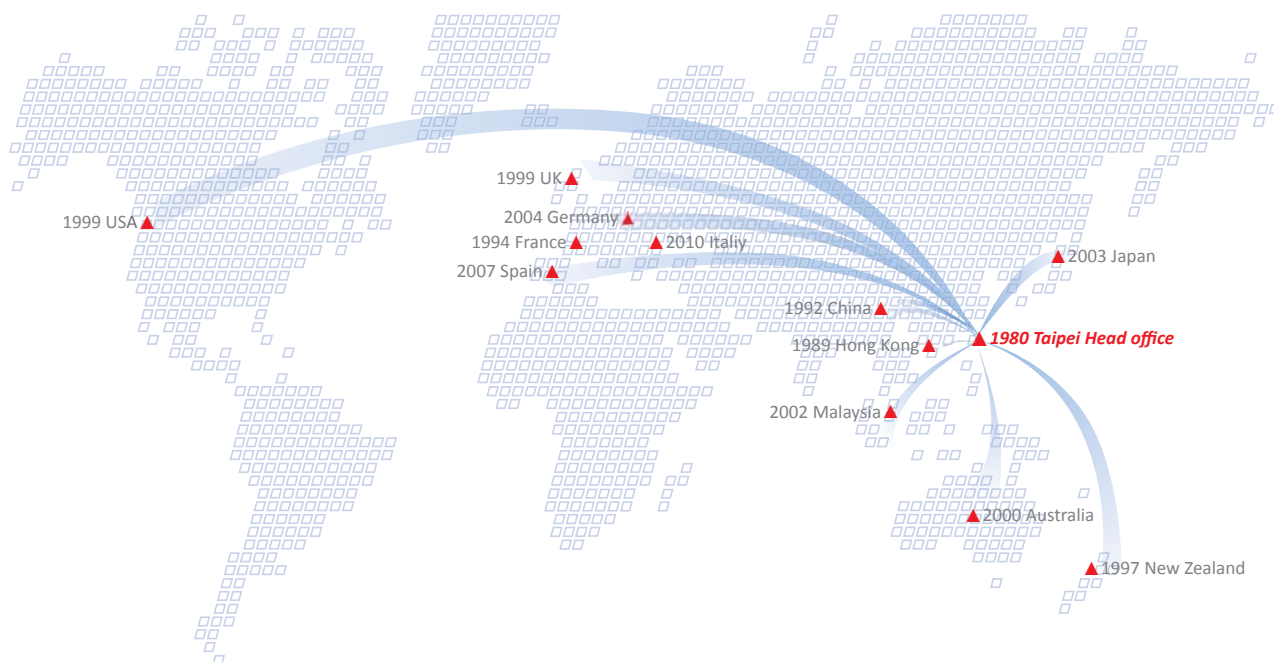 1999 UK
1999 USA
2004 Germany
1994 France
2010 Italiy
2007 Spain
2003 Japan
1992 China
1980 Taipei Head office
1989 Hong Kong
2002 Malaysia
2000 Australia
1997 New Zealand